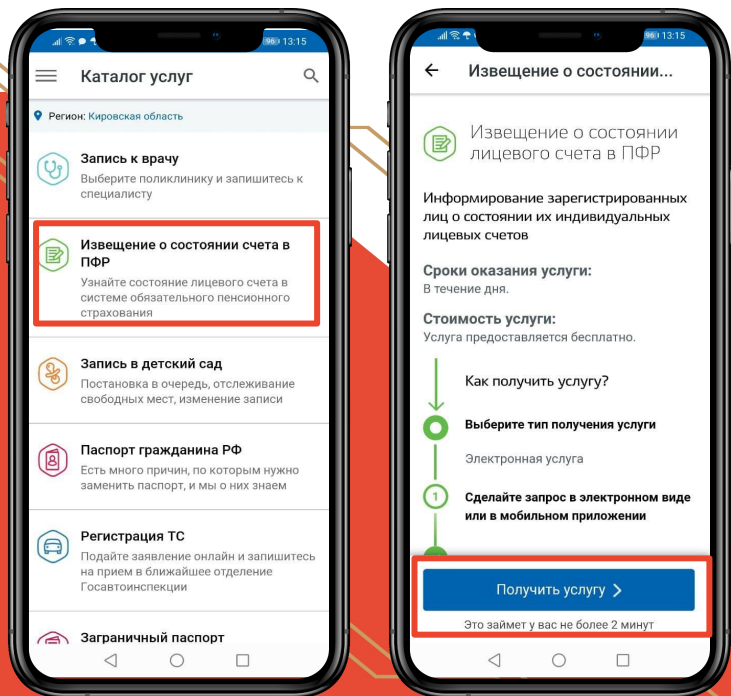 96 13:15
Каталог услуг
Регион: Кировская область
Запись к врачу
Выберите поликлинику и запишитесь к
специалисту
Извещение о состоянии счета в
ПФР
Узнайте состояние лицевого счета в
системе обязательного пенсионного
страхования
Запись в детский сад
Постановка в очередь, отслеживание
свободных мест, изменение записи
Паспорт гражданина РФ
Есть много причин, по которым нужно
заменить паспорт, и мы о них знаем
Регистрация ТС
Подайте заявление онлайн и запишитесь
на прием в ближайшее отделение
Госавтоинспекции
Заграничный паспорт
96 13:15
Извещение о состоянии...
Извещение о состоянии
лицевого счета в ПФР
Информирование зарегистрированных
лиц о состоянии их индивидуальных
лицевых счетов
Сроки оказания услуги:
В течение дня.
Стоимость услуги:
Услуга предоставляется бесплатно.
Как получить услугу?
Выберите тип получения услуги
Электронная услуга
1 Сделайте запрос в электронном виде
или в мобильном приложении
Получить услугу
Это займет у вас не более 2 минут